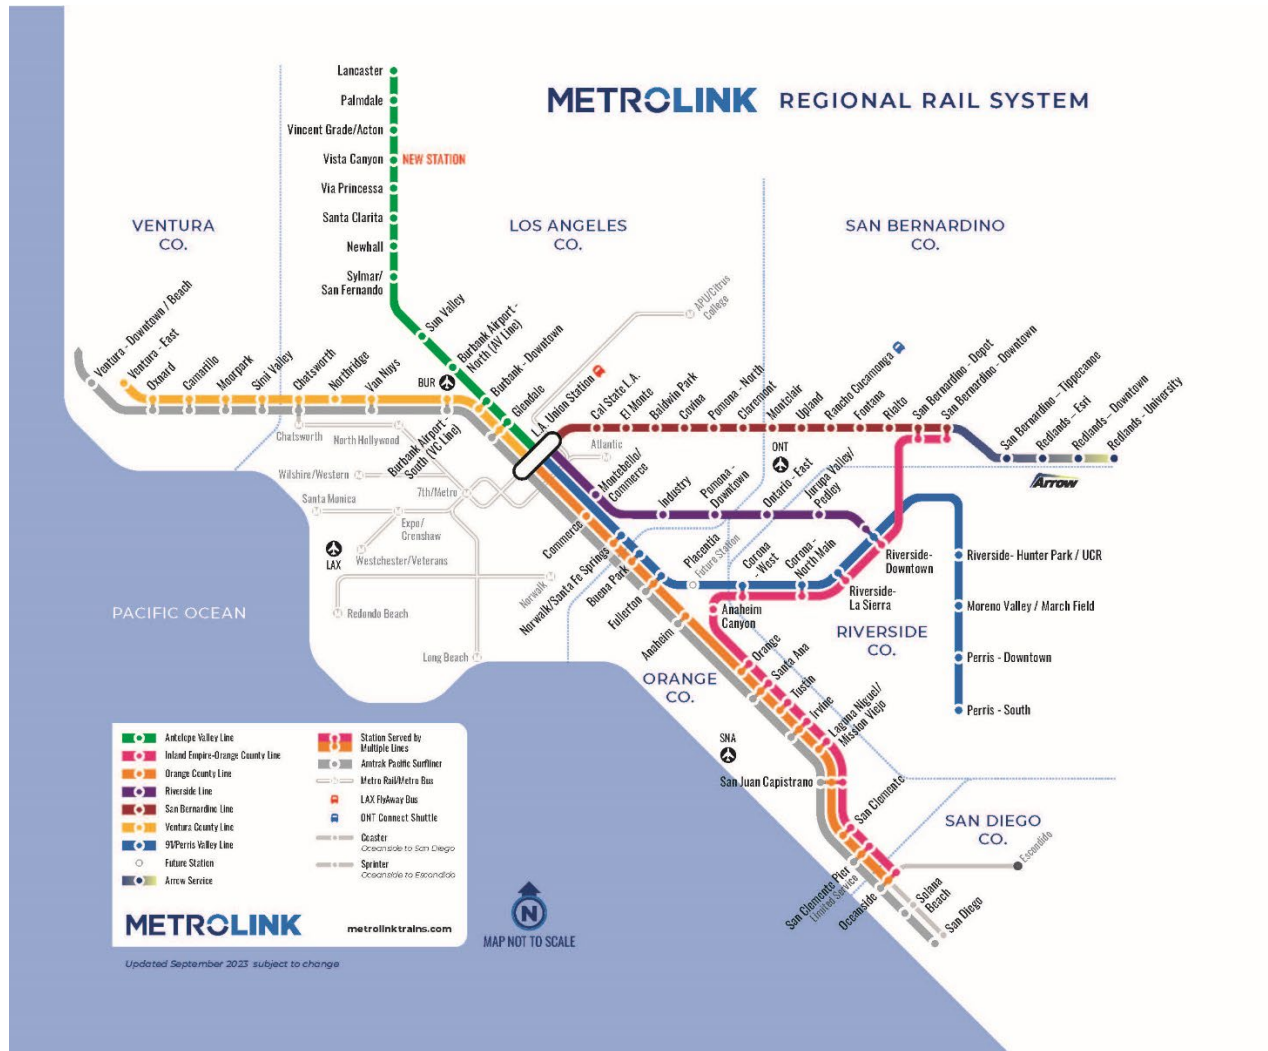 METROLINK REGIONAL RAIL SYSTEM
Lancaster
Palmdale
Vincent Grade/Acton
Vista Canyon NEW STATION
Via Princessa
Santa Clarita
Newhall
Sylmar/
San Fernando
VENTURA
CO.
LOS ANGELES
CO.
SAN BERNARDINO
CO.
Ventura - Downtown / Beach
Ventura - East
Oxnard
Camarillo
Moorpark
Simi Valley
Chatsworth
Northridge
Van Nuys
BUR
Sun Valley
Burbank Airport -
North (AV Line)
Burbank - Downtown
Glendale
L.A. Union Station
APU/Citrus
College
Cal State L.A.
El Monte
Baldwin Park
Covina
Pomona - North
Claremont
Montclair
Upland
Rancho Cucamonga
Fontana
Rialto
San Bernardino - Depot
San Bernardino - Downtown
San Bernardino – Tippecanoe
Redlands – Esri
Redlands – Downtown
Redlands – University
Arrow
Chatsworth
North Hollywood
Burbank Airport -
South (VC Line)
Atlantic
ONT
Wilshire/Western
Santa Monica
7th/Metro
Expo/
Crenshaw
LAX
Westchester/Veterans
Redondo Beach
Norwalk
Long Beach
Montebello/
Commerce
Industry
Pomona -
Downtown
Ontario - East
Jurupa Valley/
Pedley
Commerce
Norwalk/Santa Fe Springs
Buena Park
Fullerton
Anaheim
Placentia
Future Station
Corona
- West
Corona -
North Main
Riverside-
Downtown
Riverside-
La Sierra
Anaheim
Canyon
Riverside- Hunter Park / UCR
Moreno Valley / March Field
Perris - Downtown
Perris - South
PACIFIC OCEAN
RIVERSIDE
CO.
ORANGE
CO.
Orange
Santa Ana
Tustin
Irvine
Laguna Niguel/
Mission Viejo
SNA
San Juan Capistrano
San Clemente
San Clemente Pier
Limited Service
Oceanside
SAN DIEGO
CO.
Escondido
Solana
Beach
San Diego
Antelope Valley Line
Inland Empire-Orange County Line
Orange County Line
Riverside Line
San Bernardino Line
Ventura County Line
91/Perris Valley Line
Future Station
Arrow Service
Station Served by
Multiple Lines
Amtrak Pacific Surfliner
Metro Rail/Metro Bus
LAX FlyAway Bus
ONT Connect Shuttle
Coaster
Oceanside to San Diego
Sprinter
Oceanside to Escondido
METROLINK
metrolinktrains.com
Updated September 2023 subject to change
N
MAP NOT TO SCALE